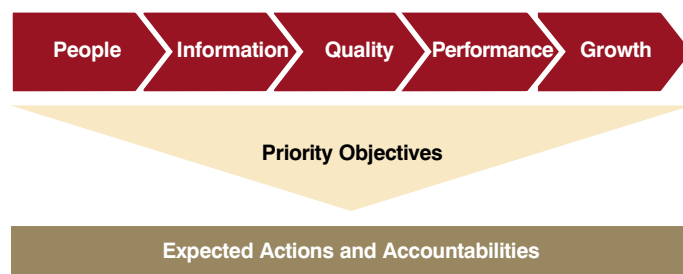 People Information Quality Performance Growth
Priority Objectives
Expected Actions and Accountabilities